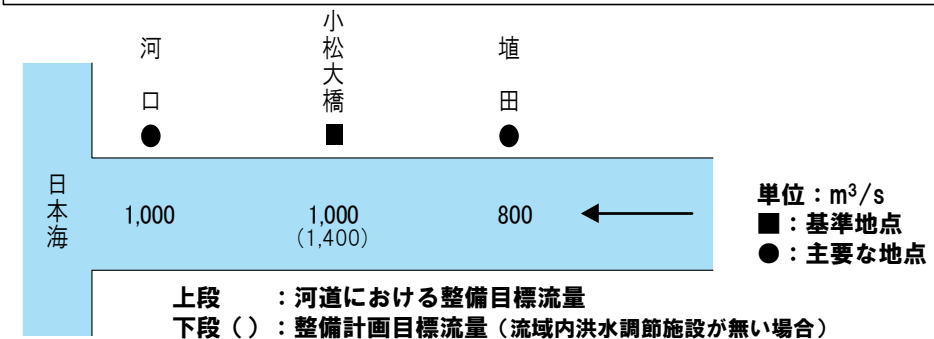 河口
小松大橋
埴田
日本海
1,000
1,000
(1,400)
800
単位：m³/s
■：基準地点
●：主要な地点
上段　　：河道における整備目標流量
下段（ ）：整備計画目標流量（流域内洪水調節施設が無い場合）